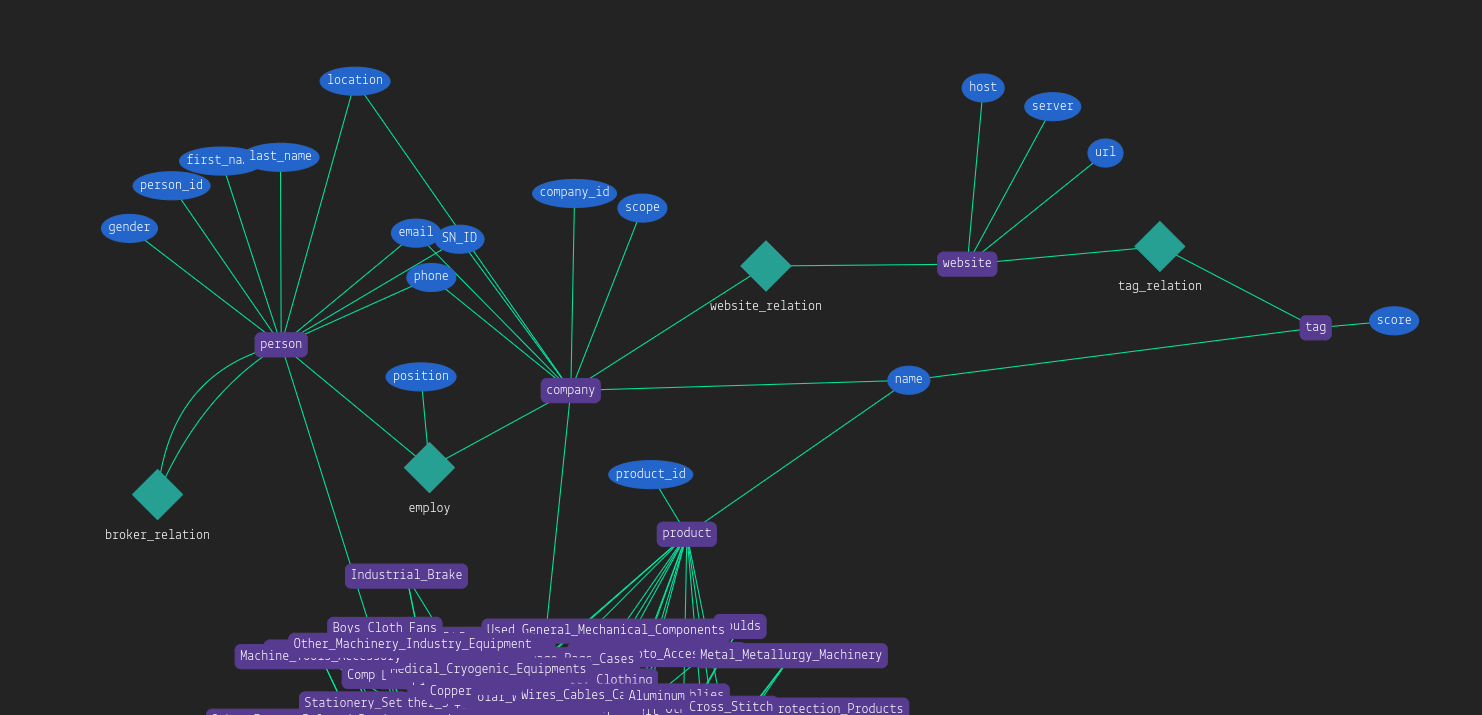 location
host
server
url
first_na
last_name
person_id
gender
company_id
scope
email
SN_ID
phone
website
tag_relation
website_relation
tag
score
person
position
company
name
employ
product_id
product
broker_relation
Industrial_Brake
Boys Cloth Fans
Used General_Mechanical_Components
oulds
Other_Machinery_Industry_Equipment
Machine_Tools_Accessory
Bags_Cases
oto_Acces
Metal_Metallurgy_Machinery
Comp
Medical_Cryogenic_Equipments
Clothing
Copper
Wires_Cables_Ca
Aluminum
blies
Stationery_Set
Cross_Stitch
rotection_Products